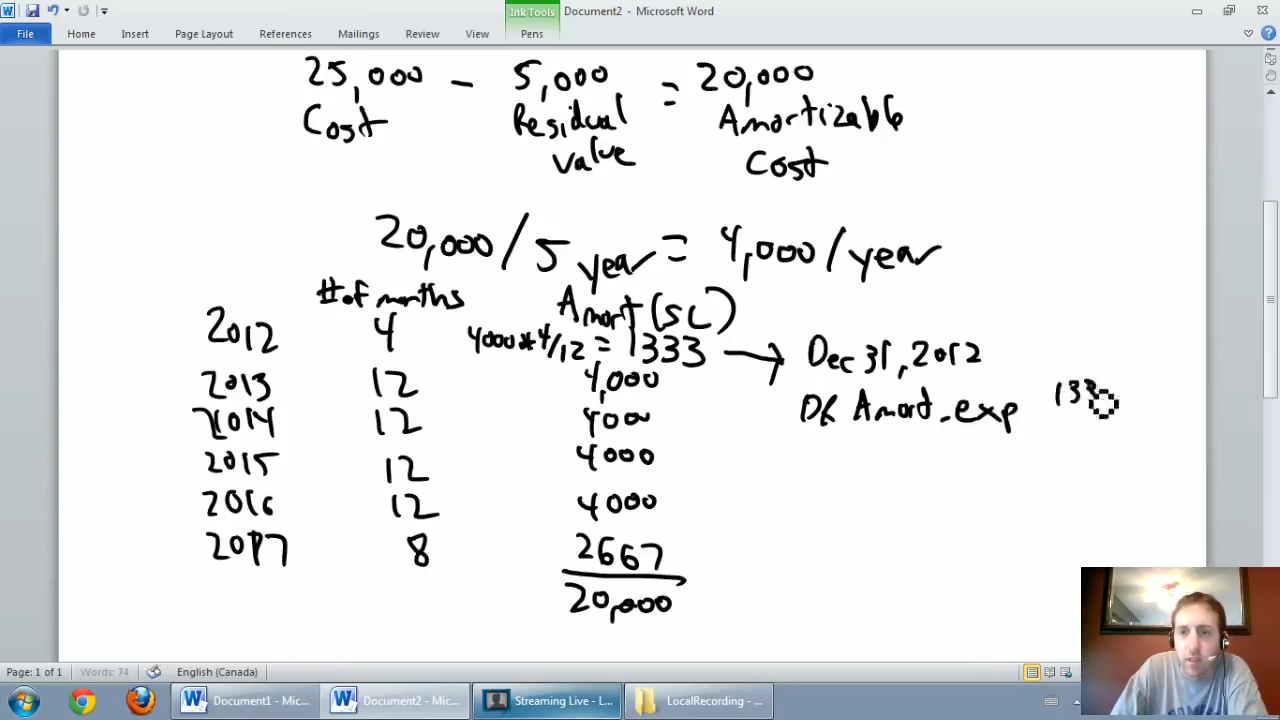 Ink Tools
Document2 - Microsoft Word
File Home Insert Page Layout References Mailings Review View Pens
25,000 - 5,000 = 20,000
Cost Residual Value Amortizable Cost
20,000 / 5 year = 4,000 / year
# of months Amort (SL)
2012 4 4000 * 4/12 = 1333 → Dec 31, 2012
2013 12 4,000
DR Amort. exp 133
2014 12 4000
2015 12 4000
2016 12 4000
2017 8 2667
20,000
Page: 1 of 1 Words: 74 English (Canada)
Document1 - Mic... Document2 - Mic... Streaming Live - L... LocalRecording - ...